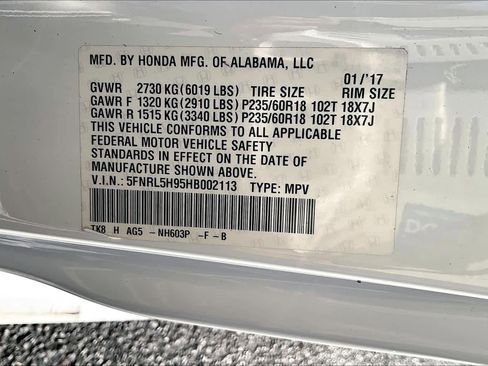 MFD. BY HONDA MFG. OF ALABAMA, LLC 01/'17
GVWR 2730 KG (6019 LBS) TIRE SIZE RIM SIZE
GAWR F 1320 KG (2910 LBS) P235/60R18 102T 18X7J
GAWR R 1515 KG (3340 LBS) P235/60R18 102T 18X7J
THIS VEHICLE CONFORMS TO ALL APPLICABLE
FEDERAL MOTOR VEHICLE SAFETY
STANDARDS IN EFFECT ON THE DATE OF
MANUFACTURE SHOWN ABOVE.
V.I.N.: 5FNRL5H95HB002113 TYPE: MPV
TK8 H AG5 -NH603P -F -B